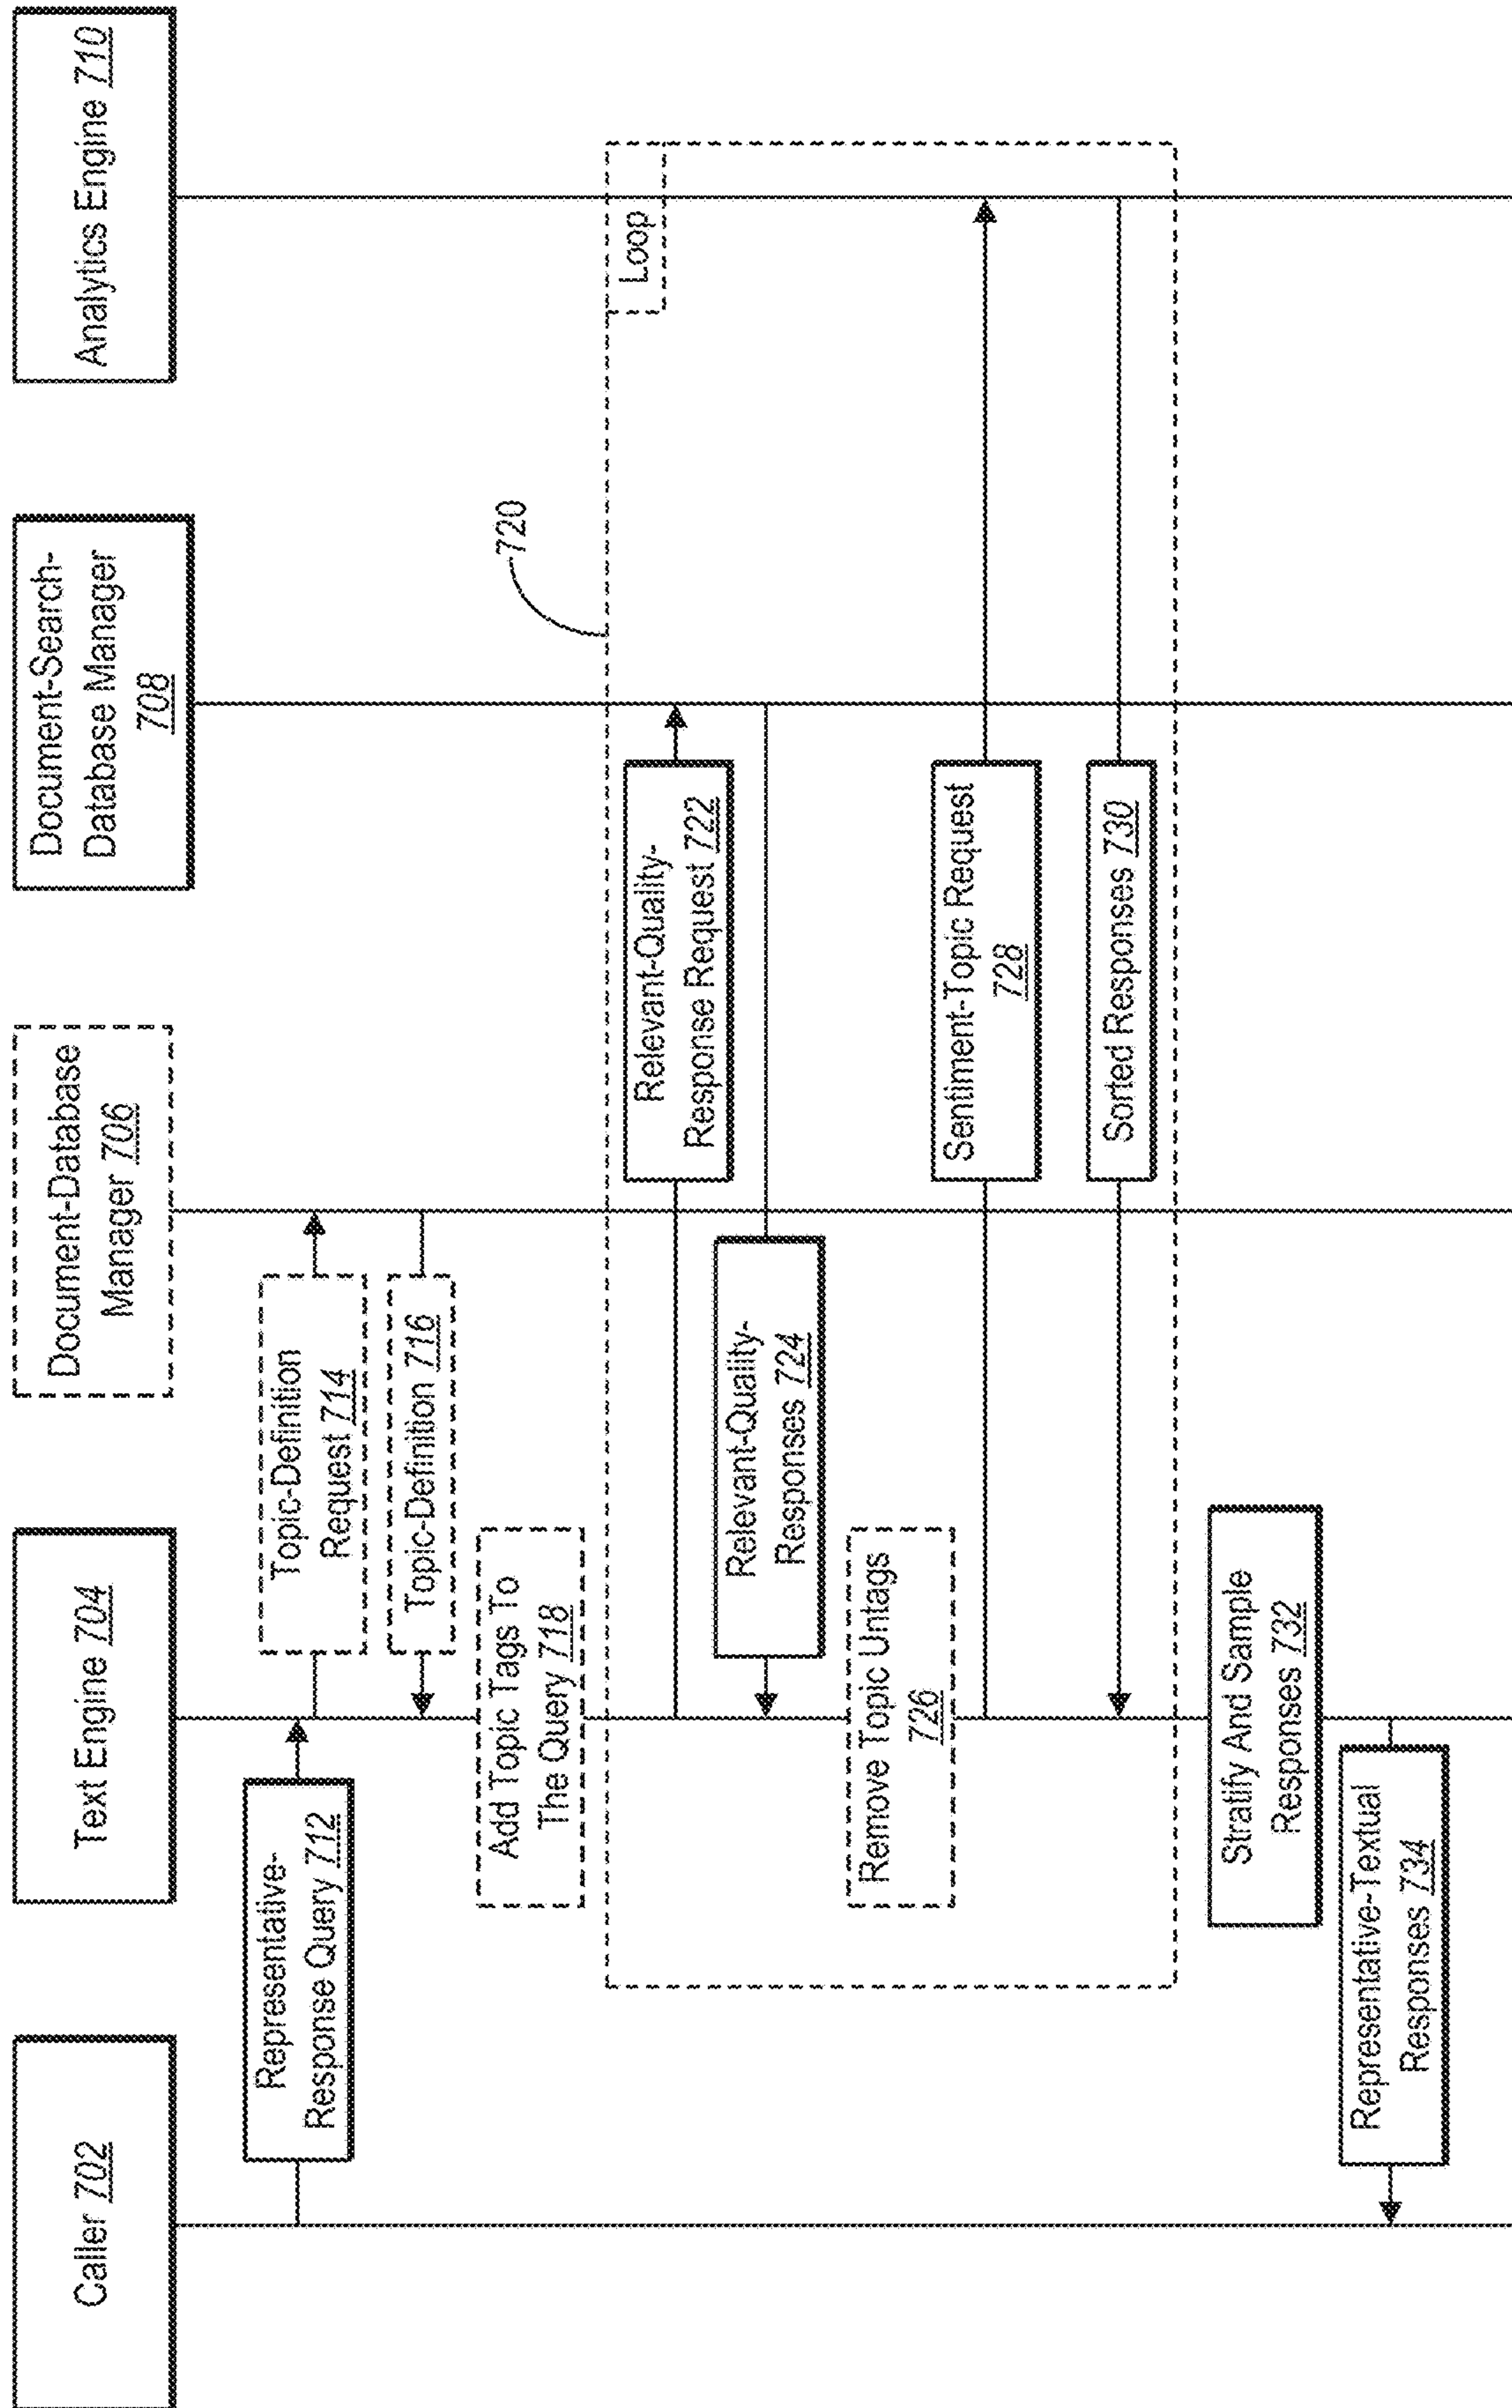 Caller 702
Text Engine 704
Document-Database
Manager 706
Document-Search-
Database Manager
708
Analytics Engine 710
Representative-
Response Query 712
Topic-Definition
Request 714
Topic-Definition 716
Add Topic Tags To
The Query 718
720
Loop
Relevant-Quality-
Response Request 722
Relevant-Quality-
Responses 724
Remove Topic Untags
726
Sentiment-Topic Request
728
Sorted Responses 730
Stratify And Sample
Responses 732
Representative-Textual
Responses 734